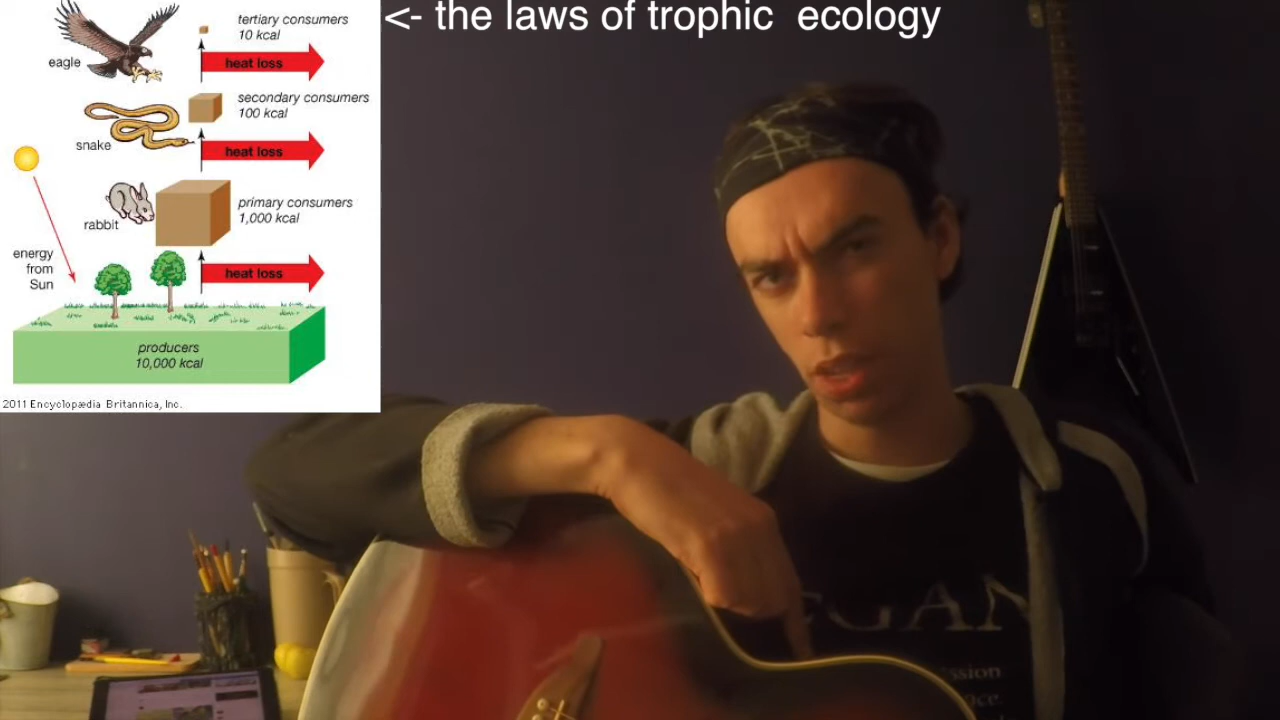 <- the laws of trophic ecology
tertiary consumers
10 kcal
heat loss
eagle
secondary consumers
100 kcal
heat loss
snake
primary consumers
1,000 kcal
rabbit
heat loss
energy
from
Sun
producers
10,000 kcal
2011 Encyclopædia Britannica, Inc.